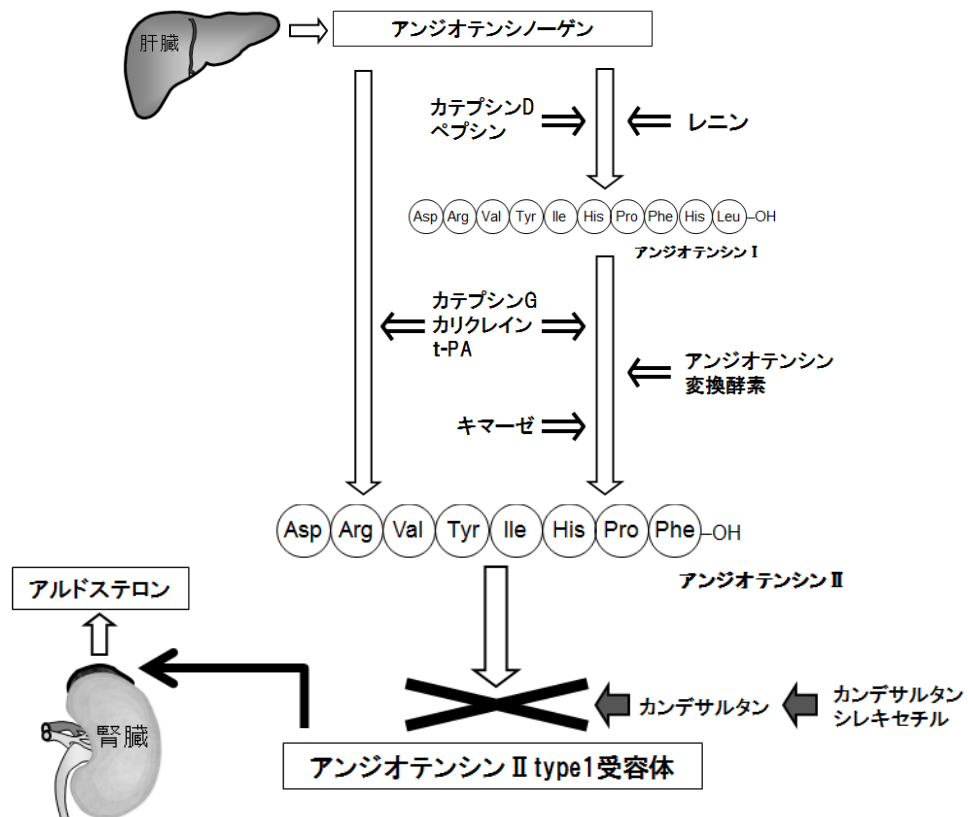 肝臓
アンジオテンシノーゲン
カテプシンD
ペプシン
レニン
Asp Arg Val Tyr Ile His Pro Phe His Leu –OH
アンジオテンシンⅠ
カテプシンG
カリクレイン
t-PA
アンジオテンシン
変換酵素
キマーゼ
Asp Arg Val Tyr Ile His Pro Phe –OH
アンジオテンシンⅡ
アルドステロン
腎臓
カンデサルタン
カンデサルタン
シレキセチル
アンジオテンシンⅡ type1受容体